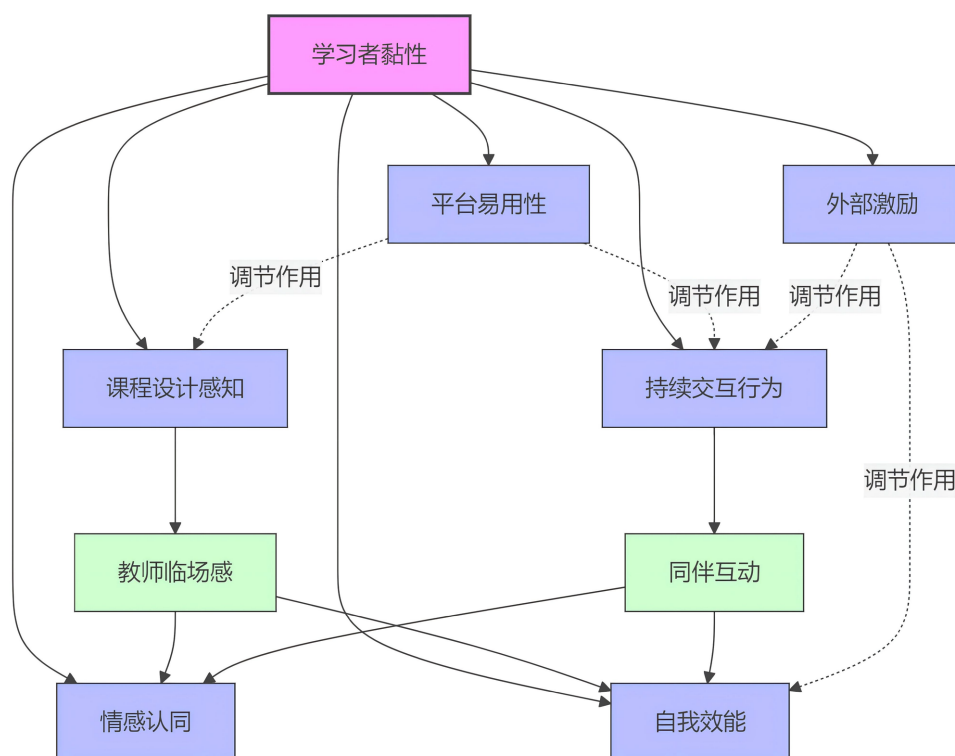 学习者黏性
平台易用性
外部激励
调节作用
调节作用
调节作用
课程设计感知
持续交互行为
调节作用
教师临场感
同伴互动
情感认同
自我效能